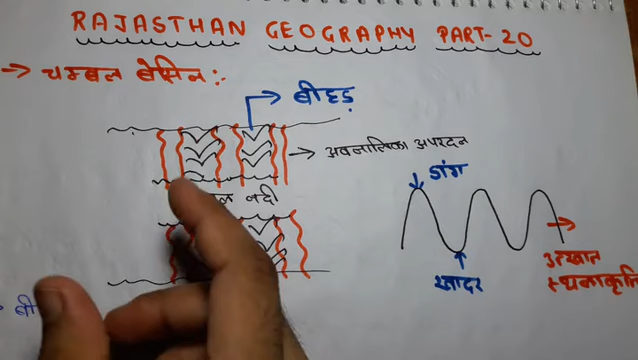 RAJASTHAN GEOGRAPHY PART-20
→ चम्बल बेसिन:-
बीहड़
→ अवनालिका अपरदन
नदी
डांग
खादर
उत्खात
स्थलाकृति